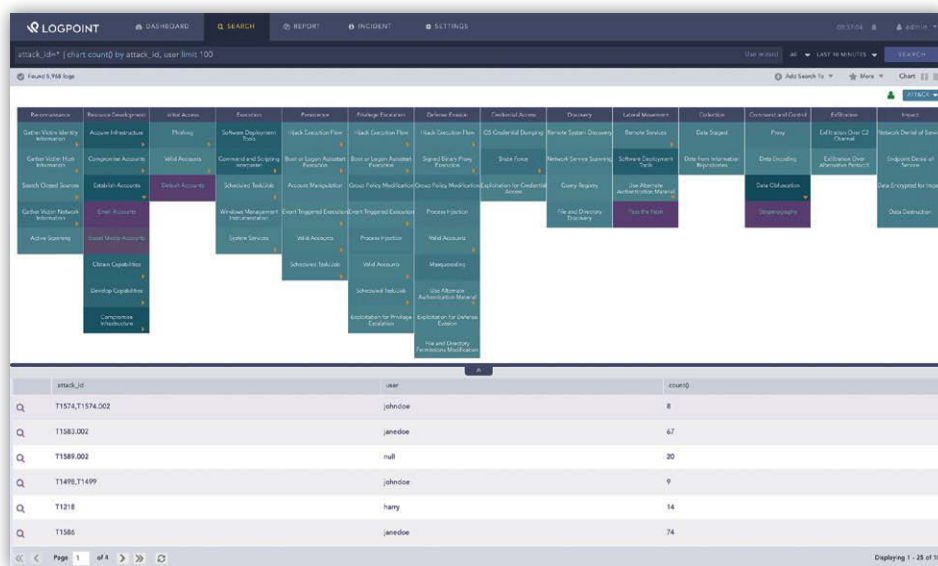 LOGPOINT
DASHBOARD
SEARCH
REPORT
INCIDENT
SETTINGS
admin
attack_id=* | chart count() by attack_id, user limit 100
Use wizard
All
LAST 10 MINUTES
SEARCH
Found 5,968 logs
Add Search To
More
Chart
ATT&CK
Reconnaissance
Resource Development
Initial Access
Execution
Persistence
Privilege Escalation
Defense Evasion
Credential Access
Discovery
Lateral Movement
Collection
Command and Control
Exfiltration
Impact
Gather Victim Identity
Information
Acquire Infrastructure
Phishing
Software Deployment
Tools
Hijack Execution Flow
Hijack Execution Flow
Hijack Execution Flow
OS Credential Dumping
Remote System Discovery
Remote Services
Data Staged
Proxy
Exfiltration Over C2
Channel
Network Denial of Servi
Gather Victim Host
Information
Compromise Accounts
Valid Accounts
Command and Scripting
Interpreter
Boot or Logon Autostart
Execution
Boot or Logon Autostart
Execution
Signed Binary Proxy
Execution
Brute Force
Network Service Scanning
Software Deployment
Tools
Data from Information
Repositories
Data Encoding
Exfiltration Over
Alternative Protocol
Endpoint Denial of
Service
Search Closed Sources
Establish Accounts
Default Accounts
Scheduled Task/Job
Account Manipulation
Group Policy Modification
Group Policy Modification
Exploitation for Credential
Access
Query Registry
Use Alternate
Authentication Material
Data Obfuscation
Data Encrypted for Impa
Gather Victim Network
Information
Email Accounts
Windows Management
Instrumentation
Event Triggered Execution
Event Triggered Execution
Process Injection
File and Directory
Discovery
Pass the Hash
Steganography
Data Destruction
Active Scanning
Social Media Accounts
System Services
Valid Accounts
Process Injection
Valid Accounts
Obtain Capabilities
Scheduled Task/Job
Valid Accounts
Masquerading
Develop Capabilities
Scheduled Task/Job
Use Alternate
Authentication Material
Compromise
Infrastructure
Exploitation for Privilege
Escalation
Exploitation for Defense
Evasion
File and Directory
Permissions Modification
attack_id
user
count()
T1574,T1574.002
johndoe
8
T1583.002
janedoe
67
T1589.002
null
20
T1498,T1499
johndoe
9
T1218
harry
14
T1586
janedoe
74
Page 1 of 4
Displaying 1 - 25 of 10